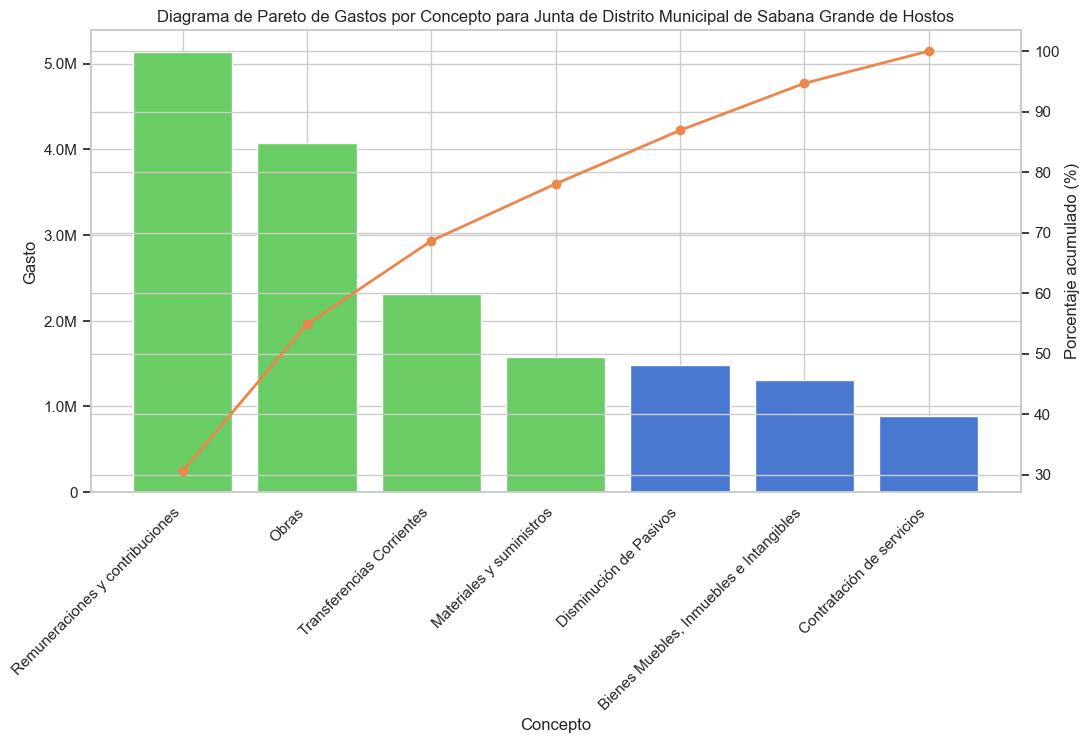 Diagrama de Pareto de Gastos por Concepto para Junta de Distrito Municipal de Sabana Grande de Hostos
5.0M
4.0M
3.0M
2.0M
1.0M
0
Gasto
100
90
80
70
60
50
40
30
Porcentaje acumulado (%)
Remuneraciones y contribuciones
Obras
Transferencias Corrientes
Materiales y suministros
Disminución de Pasivos
Bienes Muebles, Inmuebles e Intangibles
Contratación de servicios
Concepto